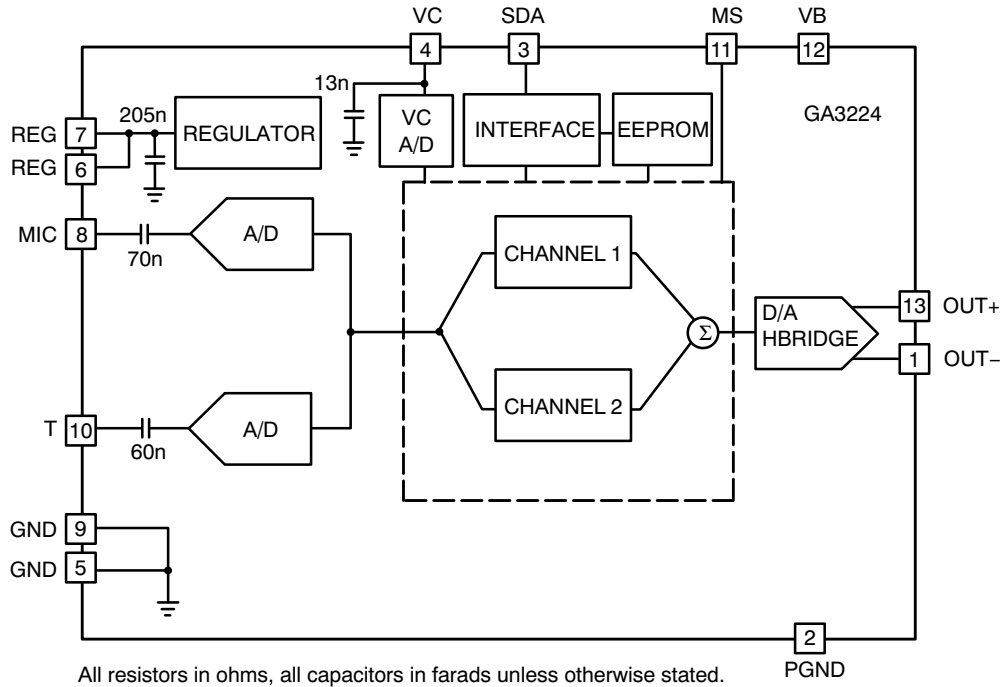 VC SDA MS VB
4 3 11 12
13n
205n
REG 7
REGULATOR
VC
A/D
INTERFACE
EEPROM
GA3224
REG 6
MIC 8
70n
A/D
CHANNEL 1
Σ
D/A
HBRIDGE
13 OUT+
1 OUT−
CHANNEL 2
T 10
60n
A/D
GND 9
GND 5
2
PGND
All resistors in ohms, all capacitors in farads unless otherwise stated.